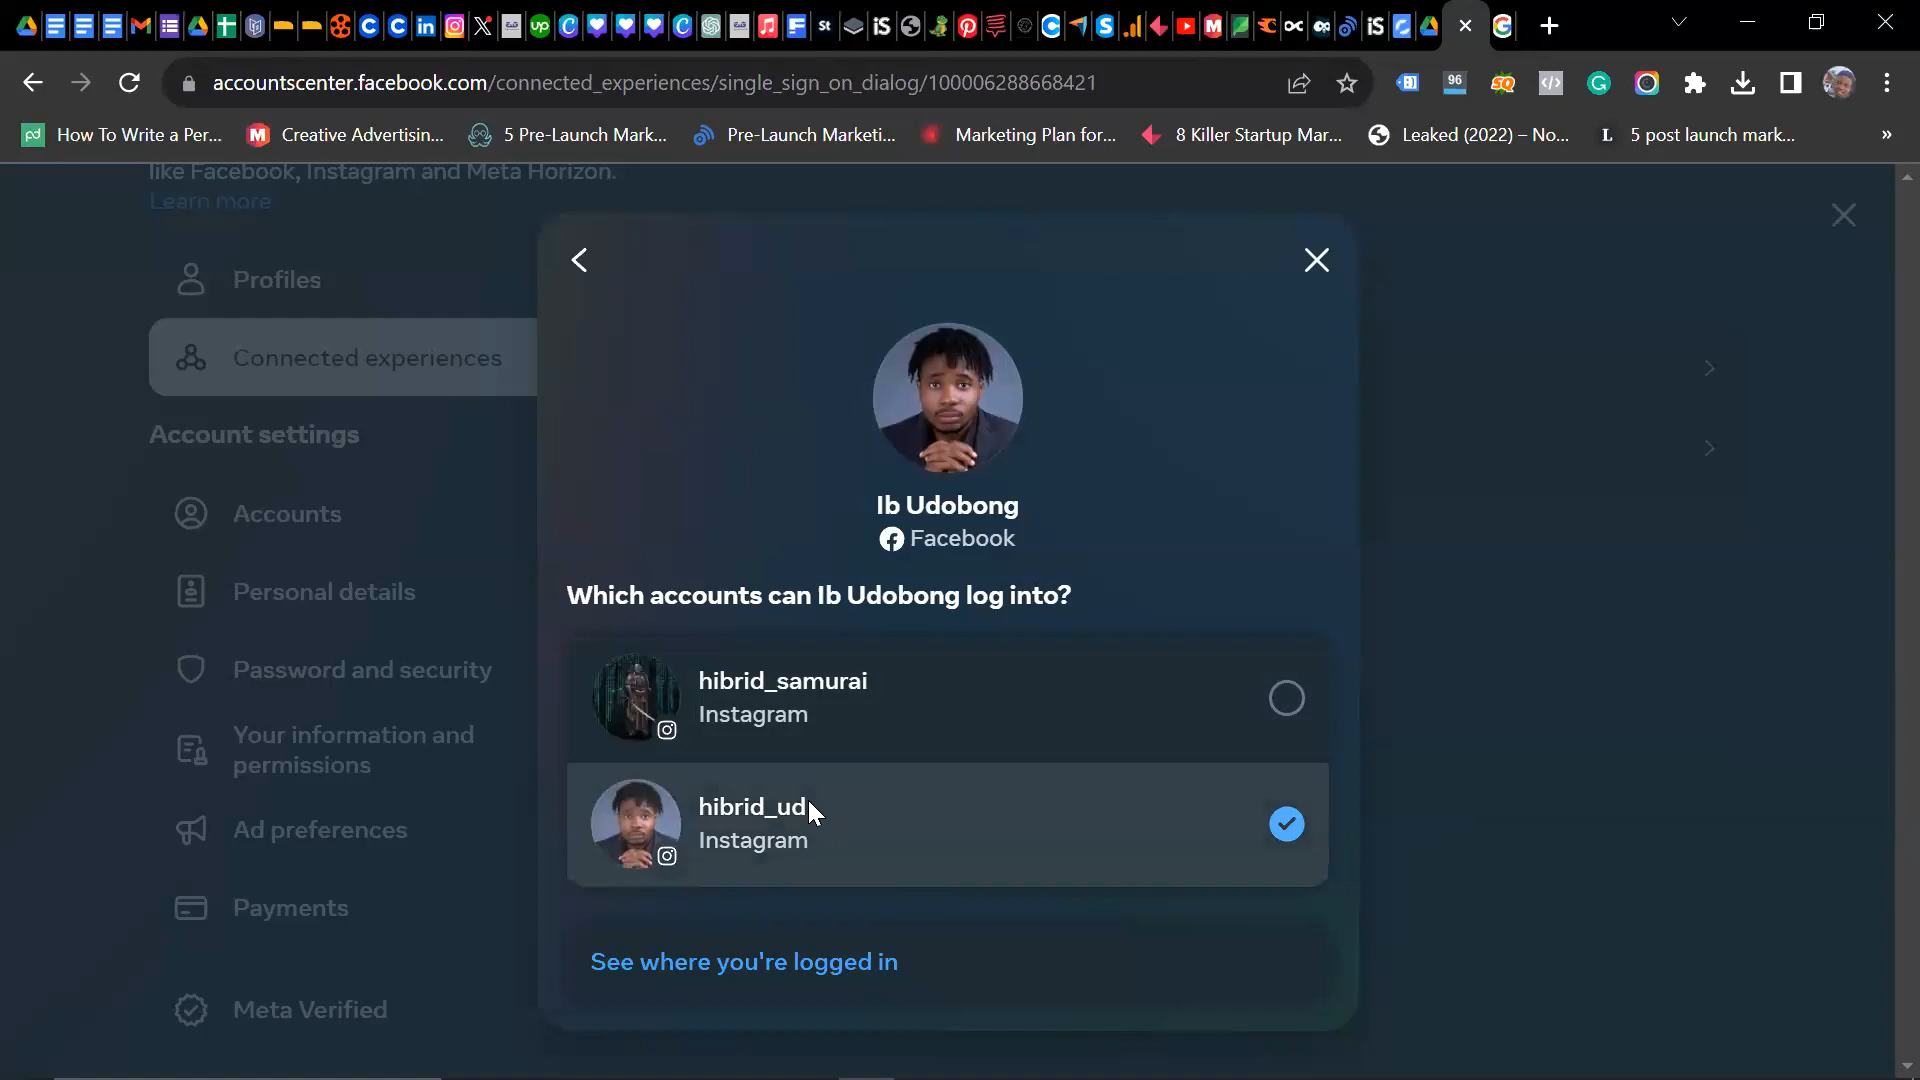 96
accountscenter.facebook.com/connected_experiences/single_sign_on_dialog/100006288668421
How To Write a Per...
Creative Advertisin...
5 Pre-Launch Mark...
Pre-Launch Marketi...
Marketing Plan for...
8 Killer Startup Mar...
Leaked (2022) – No...
5 post launch mark...
»
like Facebook, Instagram and Meta Horizon.
Learn more
Profiles
Connected experiences
Account settings
Accounts
Personal details
Password and security
Your information and
permissions
Ad preferences
Payments
Meta Verified
Ib Udobong
Facebook
Which accounts can Ib Udobong log into?
hibrid_samurai
Instagram
hibrid_ud
Instagram
See where you're logged in